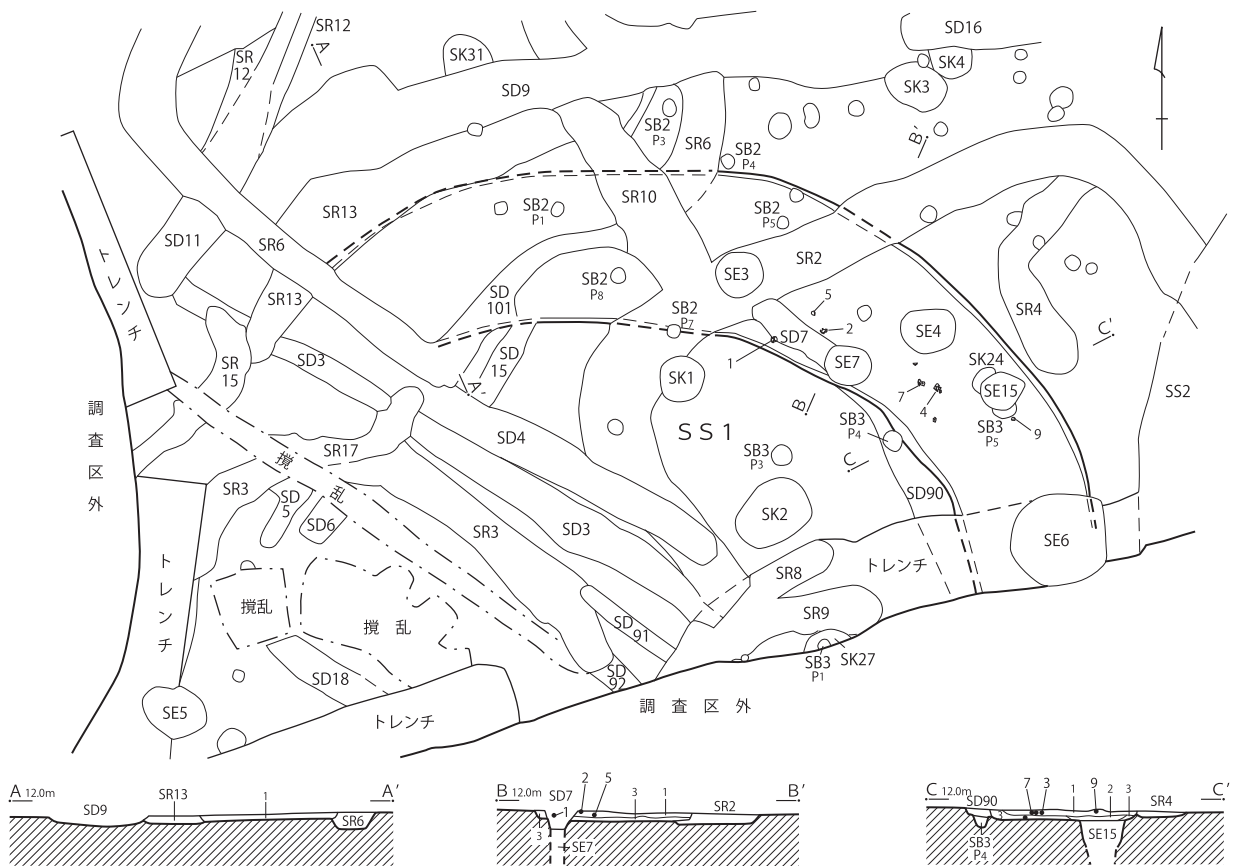 SR12
A
SR
12
SK31
SD16
SK4
SK3
SD9
SB2
P3
SR6
SB2
P4
B'
SR13
SB2
P1
SR10
SB2
P5
SD11
SR6
SR2
トレンチ
SE3
SB2
P8
SR13
SD
101
5
SR4
SB2
P7
2
SE4
C'
SD7
SR
15
SD3
SD
15
1
SE7
SK24
SK1
A'
7
4
SE15
SS2
調査区外
SS1
B
SB3
P4
SB3
P5
9
SD4
SB3
P3
C
SR17
撹
乱
SR3
SD
5
SD6
SD90
SR3
SD3
SK2
SE6
トレンチ
SR8
トレンチ
撹乱
撹 乱
SR9
SD
91
SB3
P1
SK27
SD18
SD
92
SE5
調 査 区 外
トレンチ
A 12.0m
SD9
SR13
1
SR6
A'
B 12.0m
SD7
1
2
5
3
1
SR2
B'
3
SE7
C 12.0m
SD90
7
3
1
9
2
3
SR4
C'
SB3
P4
SE15